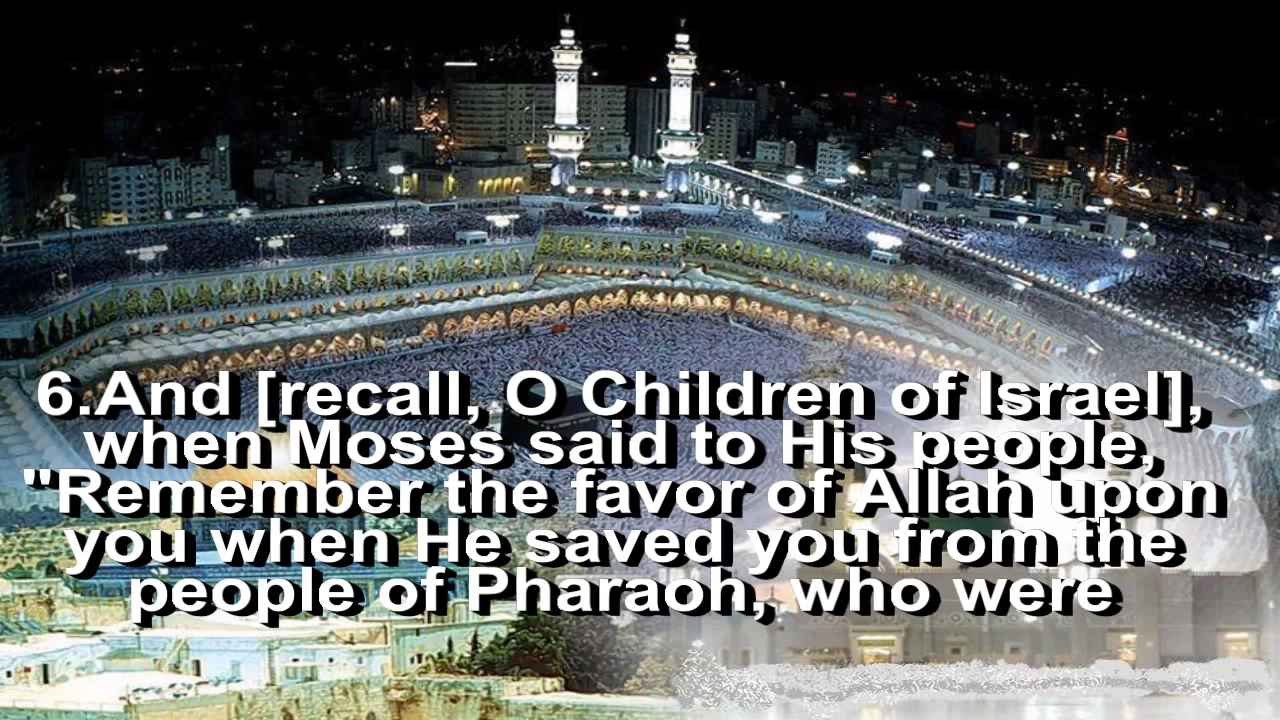 6.And [recall, O Children of Israel],
when Moses said to His people,
"Remember the favor of Allah upon
you when He saved you from the
people of Pharaoh, who were